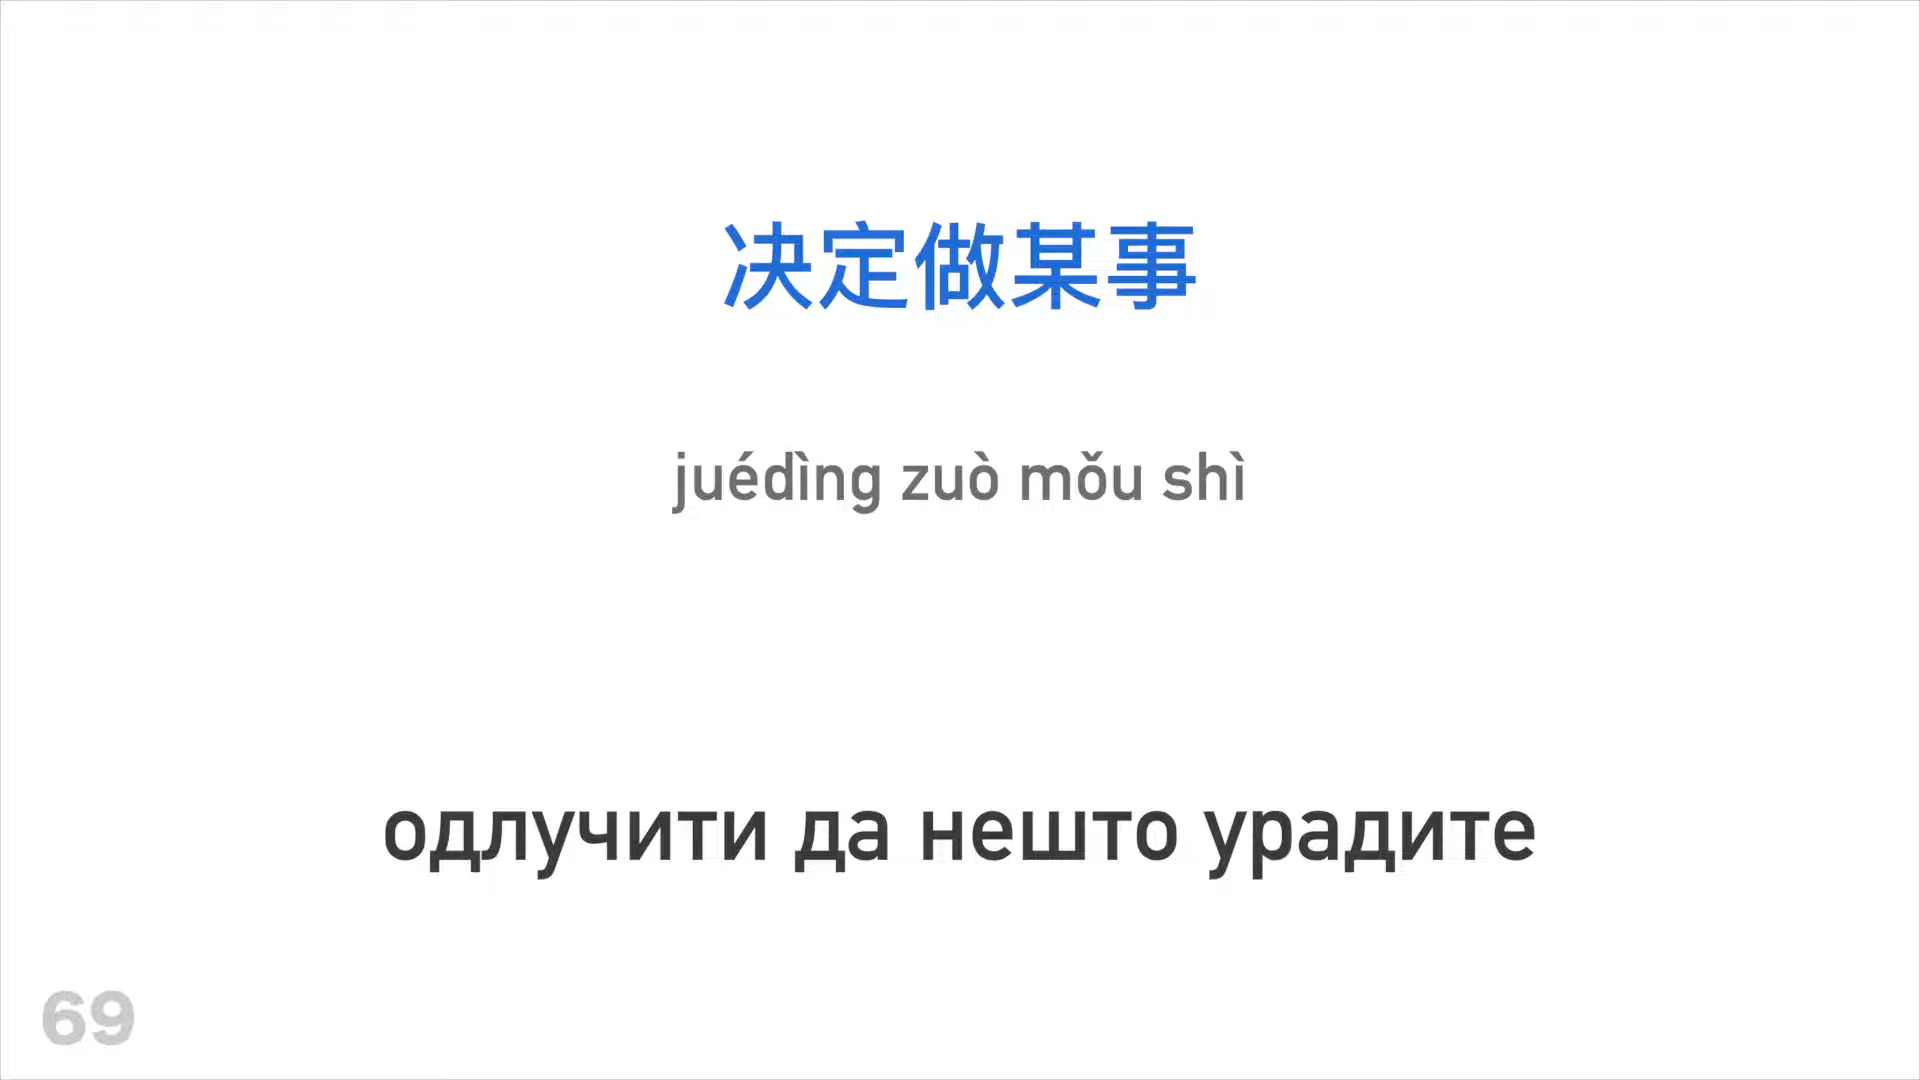 决定做某事
juédìng zuò mǒu shì
одлучити да нешто урадите
69